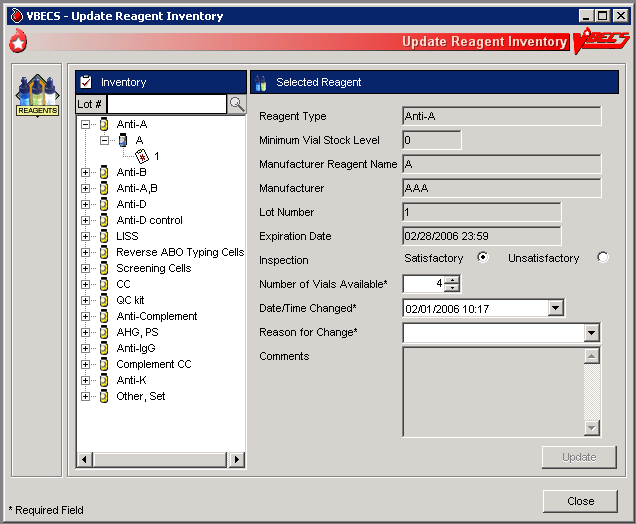 VBECS - Update Reagent Inventory
Update Reagent Inventory
VBECS
REAGENTS
Inventory
Lot #
Anti-A
A
1
Anti-B
Anti-A,B
Anti-D
Anti-D control
LISS
Reverse ABO Typing Cells
Screening Cells
CC
QC kit
Anti-Complement
AHG, PS
Anti-IgG
Complement CC
Anti-K
Other, Set
Selected Reagent
Reagent Type Anti-A
Minimum Vial Stock Level 0
Manufacturer Reagent Name A
Manufacturer AAA
Lot Number 1
Expiration Date 02/28/2006 23:59
Inspection Satisfactory Unsatisfactory
Number of Vials Available* 4
Date/Time Changed* 02/01/2006 10:17
Reason for Change*
Comments
Update
Close
* Required Field